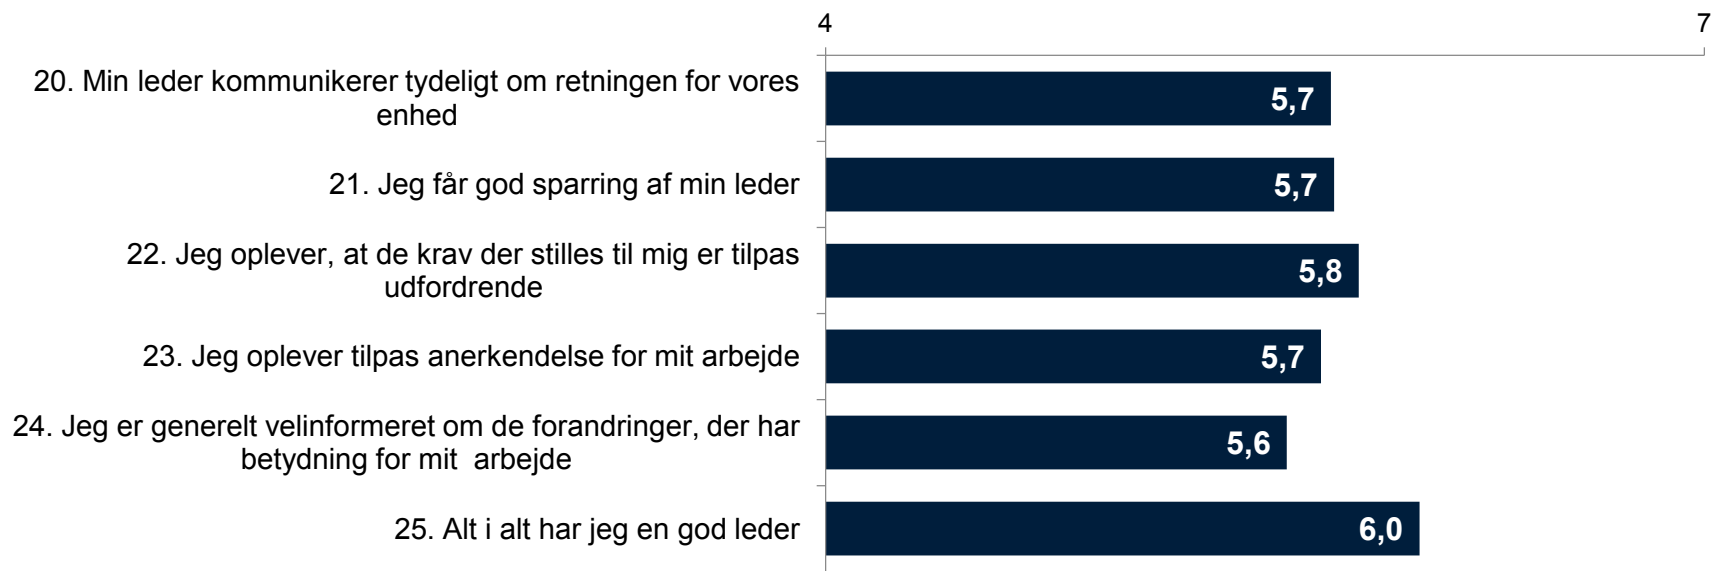 4 7
20. Min leder kommunikerer tydeligt om retningen for vores
enhed
5,7
21. Jeg får god sparring af min leder
5,7
22. Jeg oplever, at de krav der stilles til mig er tilpas
udfordrende
5,8
23. Jeg oplever tilpas anerkendelse for mit arbejde
5,7
24. Jeg er generelt velinformeret om de forandringer, der har
betydning for mit  arbejde
5,6
25. Alt i alt har jeg en god leder
6,0